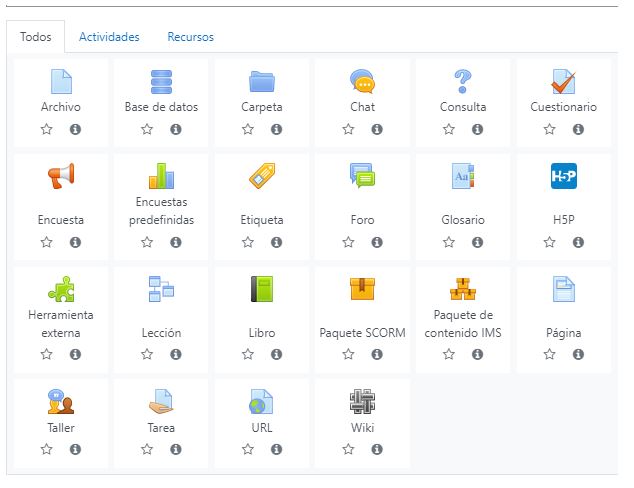 Todos Actividades Recursos
Archivo Base de datos Carpeta Chat Consulta Cuestionario
Aa
H5P
Encuesta Encuestas predefinidas Etiqueta Foro Glosario H5P
Herramienta externa Lección Libro Paquete SCORM Paquete de contenido IMS Página
Taller Tarea URL Wiki